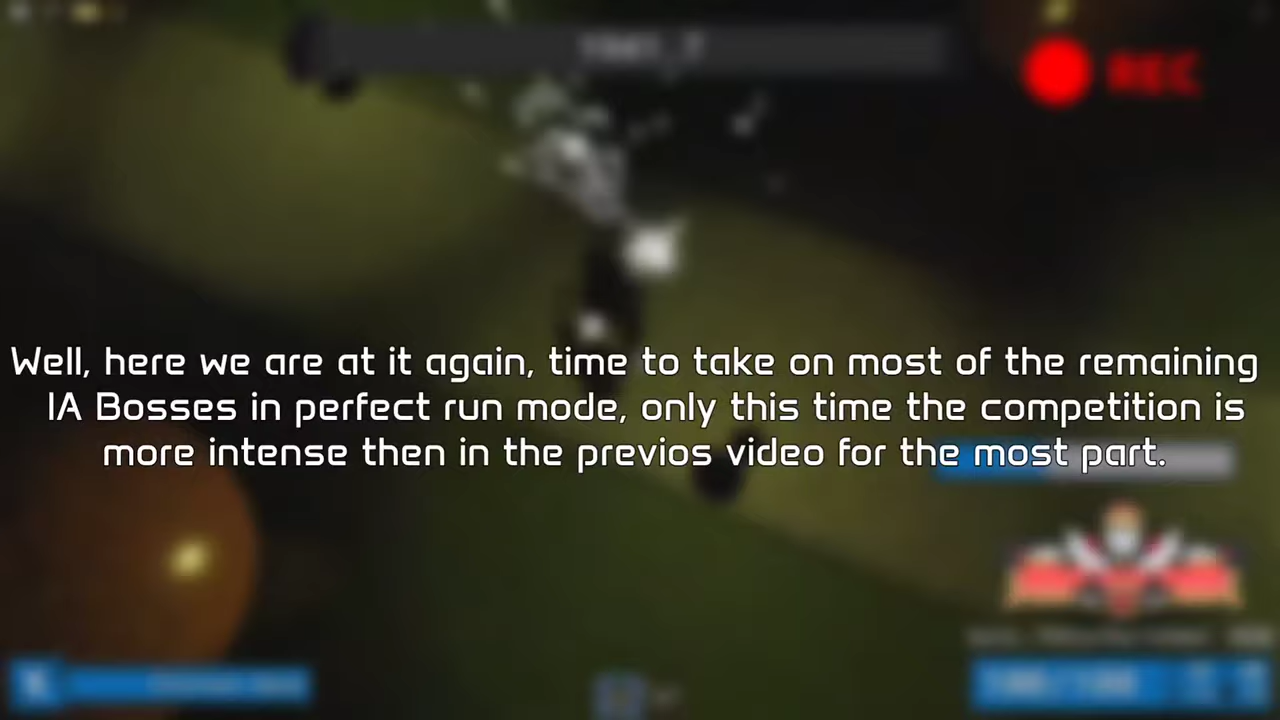 REC
Well, here we are at it again, time to take on most of the remaining
IA Bosses in perfect run mode, only this time the competition is
more intense then in the previos video for the most part.